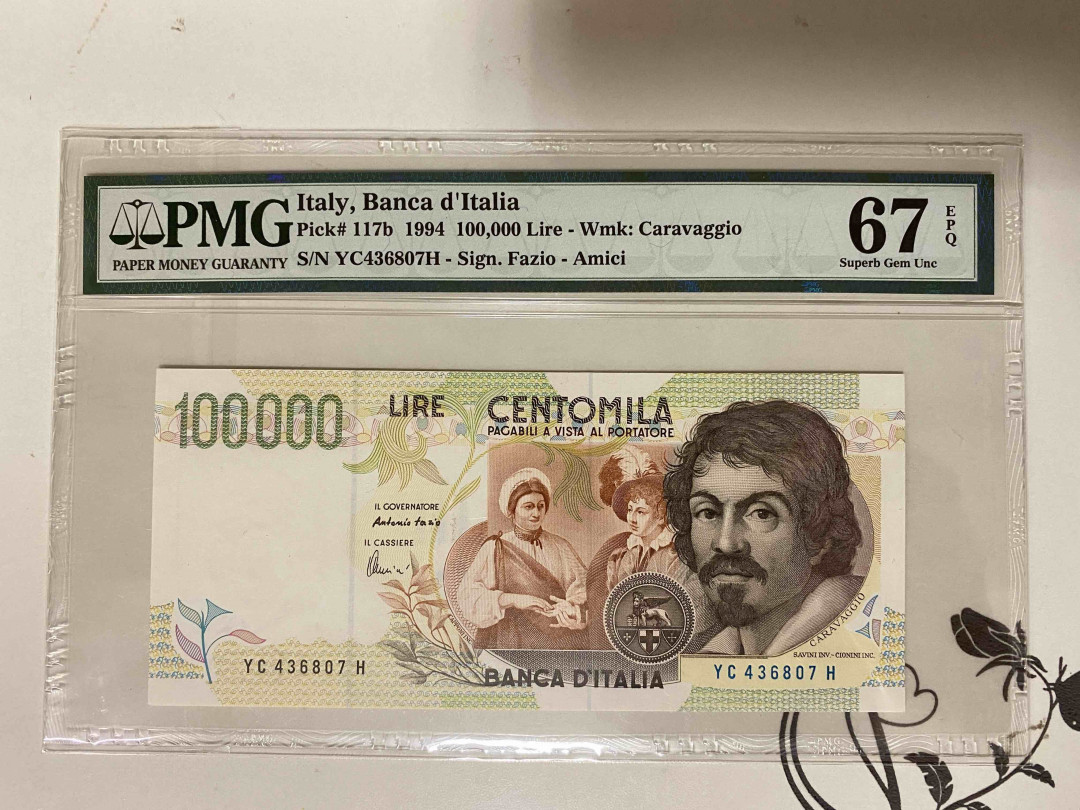 PMG
PAPER MONEY GUARANTY
Italy, Banca d'Italia
Pick# 117b 1994 100,000 Lire - Wmk: Caravaggio
S/N YC436807H - Sign. Fazio - Amici
67
EPQ
Superb Gem Unc
100000 LIRE CENTOMILA
PAGABILI A VISTA AL PORTATORE
IL GOVERNATORE
Antonio Fazio
IL CASSIERE
Amici
CARAVAGGIO
SAVINI INV.-CIONINI INC.
YC 436807 H
BANCA D'ITALIA
YC 436807 H
PMG